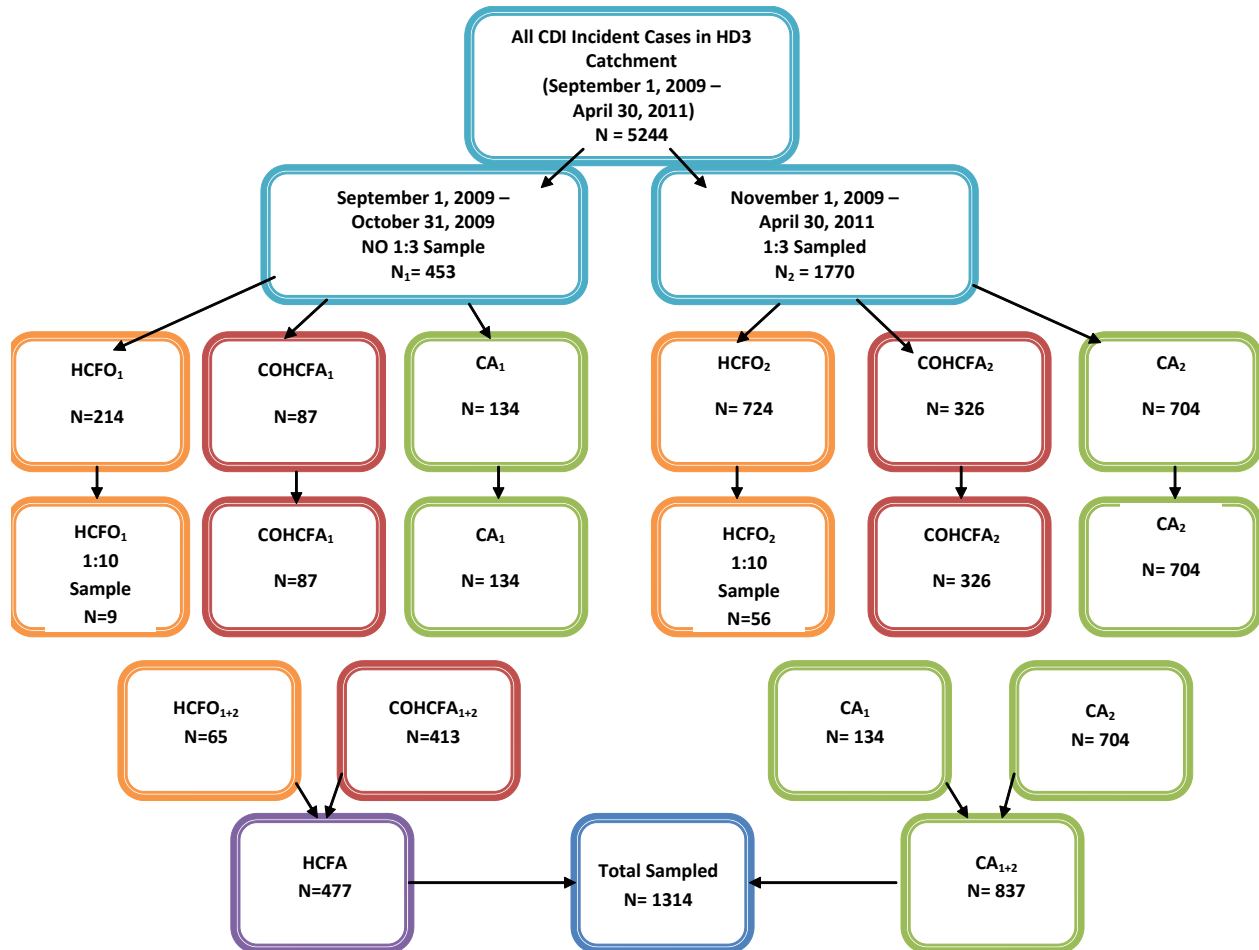 All CDI Incident Cases in HD3
Catchment
(September 1, 2009 –
April 30, 2011)
N = 5244
September 1, 2009 –
October 31, 2009
NO 1:3 Sample
N₁= 453
November 1, 2009 –
April 30, 2011
1:3 Sampled
N₂ = 1770
HCFO₁
N=214
COHCFA₁
N=87
CA₁
N= 134
HCFO₂
N= 724
COHCFA₂
N= 326
CA₂
N= 704
HCFO₁
1:10
Sample
N=9
COHCFA₁
N=87
CA₁
N= 134
HCFO₂
1:10
Sample
N=56
COHCFA₂
N= 326
CA₂
N= 704
HCFO₁₊₂
N=65
COHCFA₁₊₂
N=413
CA₁
N= 134
CA₂
N= 704
HCFA
N=477
Total Sampled
N= 1314
CA₁₊₂
N= 837